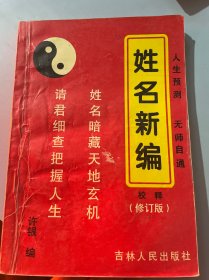 人生预测　无师自通
姓名新编
校释
(修订版)
姓名暗藏天地玄机
请君细查把握人生
许银 编
吉林人民出版社